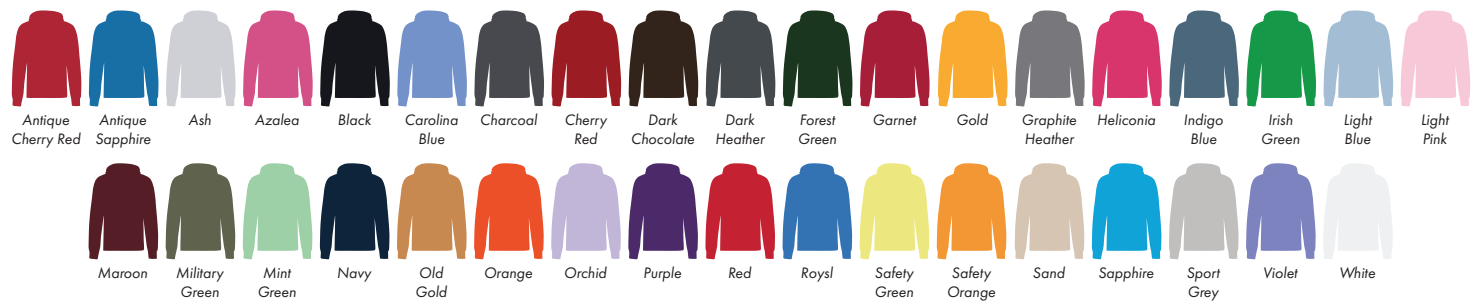 Antique Cherry Red
Antique Sapphire
Ash
Azalea
Black
Carolina Blue
Charcoal
Cherry Red
Dark Chocolate
Dark Heather
Forest Green
Garnet
Gold
Graphite Heather
Heliconia
Indigo Blue
Irish Green
Light Blue
Light Pink
Maroon
Military Green
Mint Green
Navy
Old Gold
Orange
Orchid
Purple
Red
Roysl
Safety Green
Safety Orange
Sand
Sapphire
Sport Grey
Violet
White